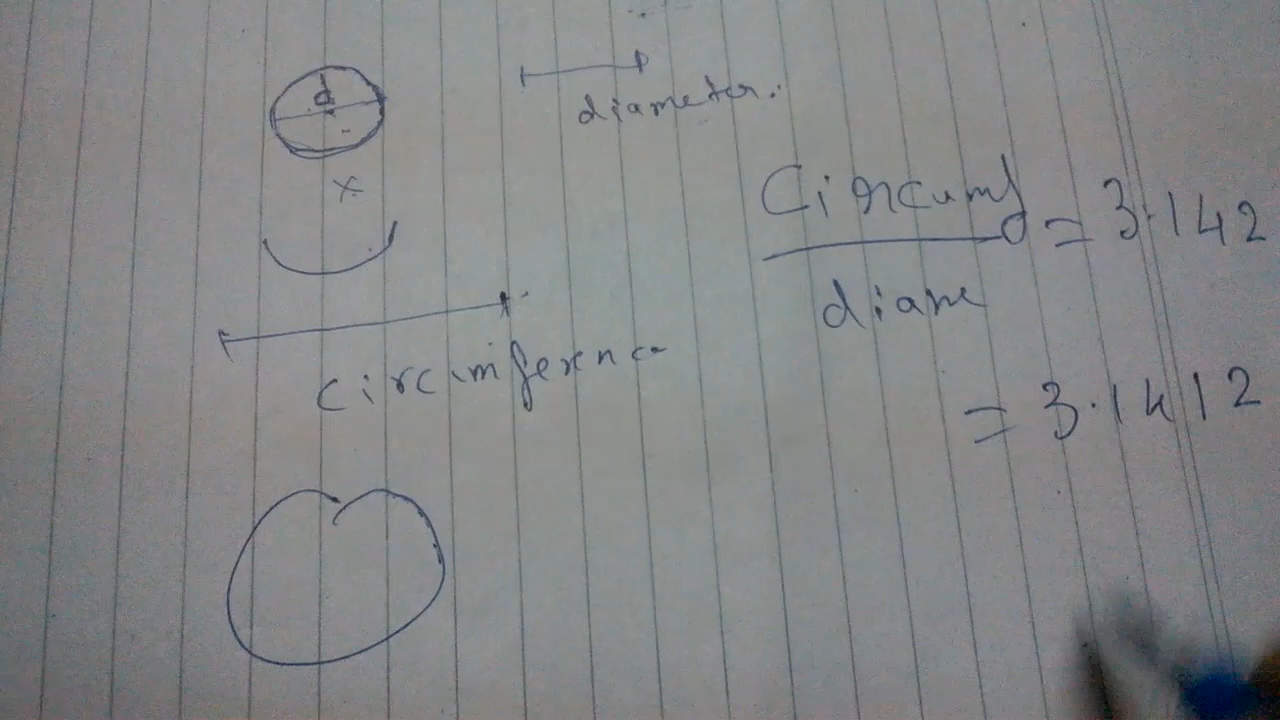 d
diameter.
x
Circumf
diame
= 3.142
circumference
= 3.1412